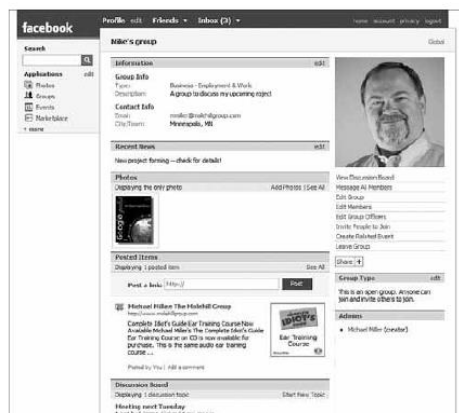 facebook
Profile edit Friends Inbox (3)
home account privacy logout
Search
Applications edit
Photos
Groups
Events
Marketplace
more
Mike's group
Global
Information edit
Group Info
Type: Business - Employment & Work
Description: A group to discuss my upcoming roject
Contact Info
Email:
City/Town: Minneapolis, MN
Recent News edit
New project forming -- check for details!
Photos
Displaying the only photo Add Photos | See All
Posted Items
Displaying 1 posted item See All
Post a link: http:// Post
Michael Miller: The Molehill Group
http://www.molehillgroup.com
Complete Idiot's Guide Ear Training Course Now
Available Michael Miller's The Complete Idiot's Guide
Ear Training Course on CD is now available for
purchase. This is the same audio ear training
course ...
IDIOT'S
Ear Training
Course
Posted by You | Add a comment
Discussion Board
Displaying 1 discussion topic Start New Topic
Meeting next Tuesday
View Discussion Board
Message All Members
Edit Group
Edit Members
Edit Group Officers
Invite People to Join
Create Related Event
Leave Group
Share +
Group Type edit
This is an open group. Anyone can
join and invite others to join.
Admins
Michael Miller (creator)